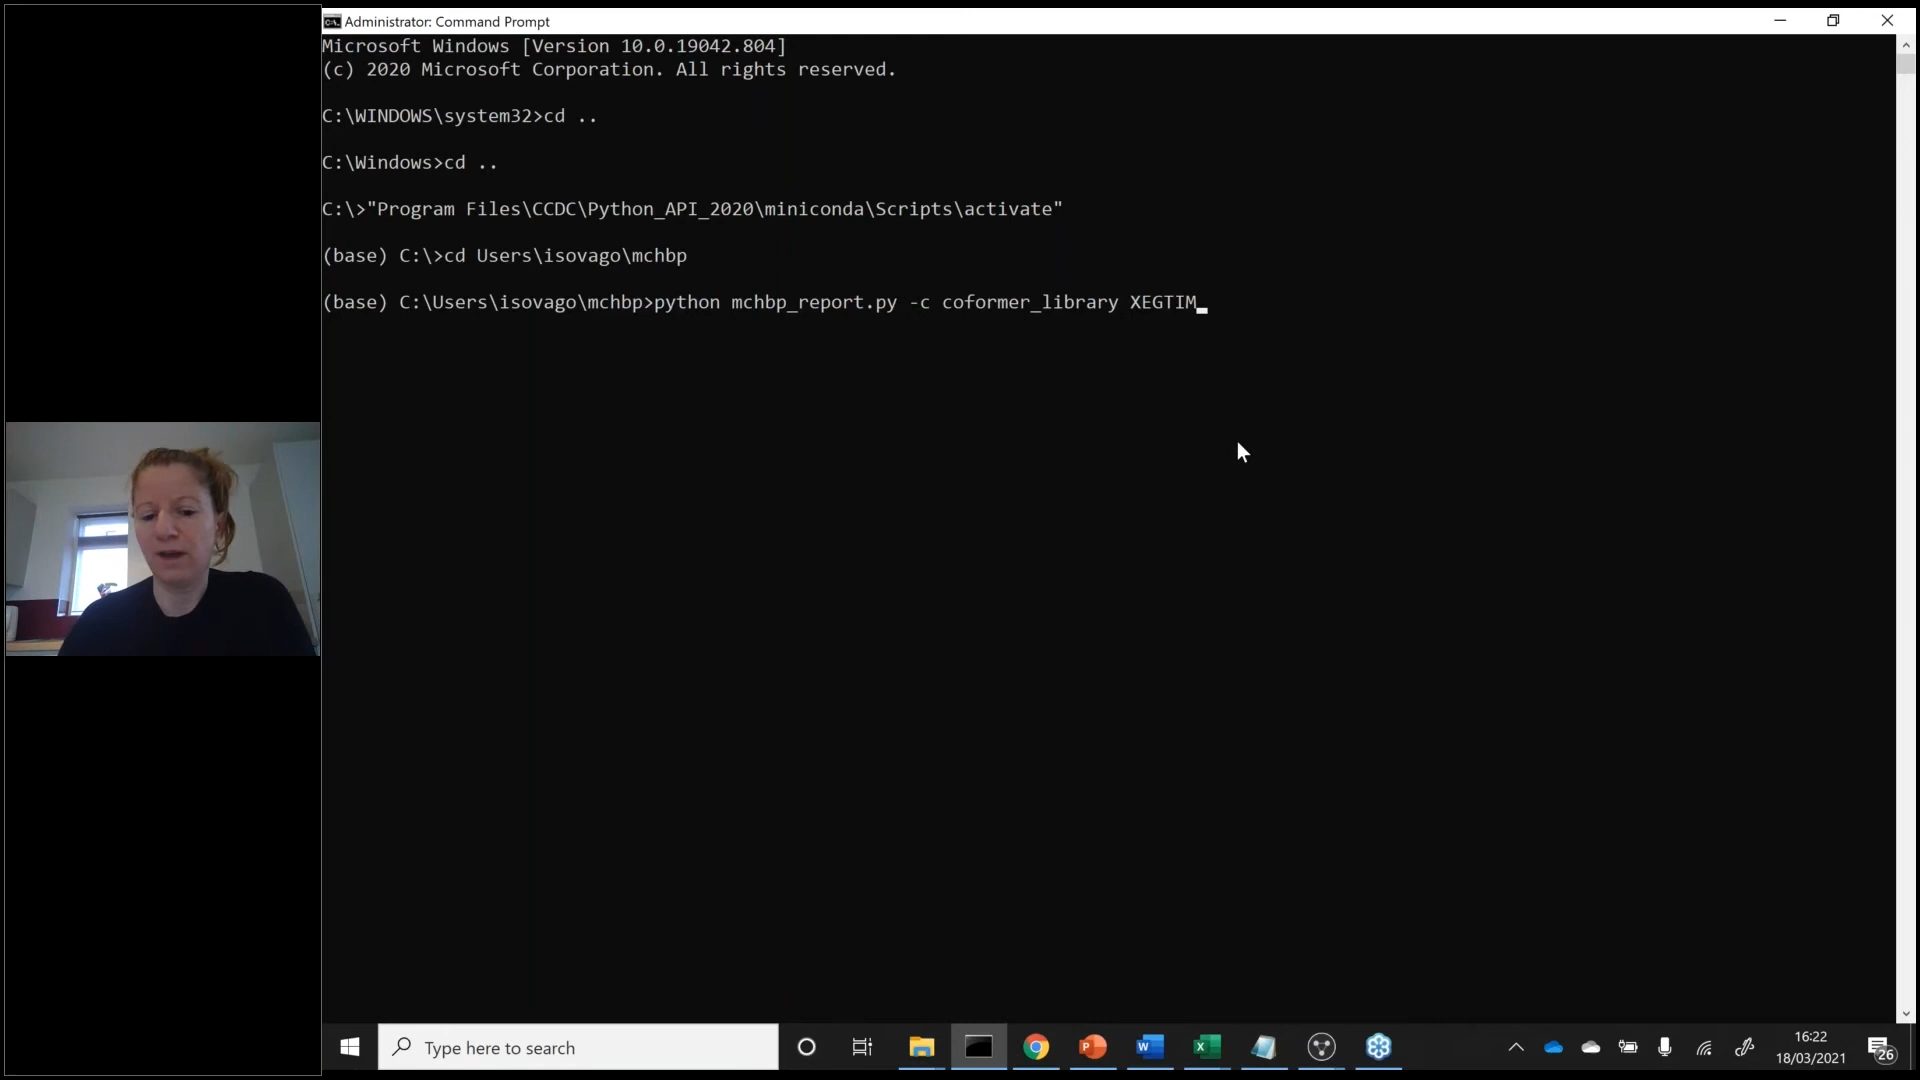 Administrator: Command Prompt
Microsoft Windows [Version 10.0.19042.804]
(c) 2020 Microsoft Corporation. All rights reserved.
C:\WINDOWS\system32>cd ..
C:\Windows>cd ..
C:\>"Program Files\CCDC\Python_API_2020\miniconda\Scripts\activate"
(base) C:\>cd Users\isovago\mchbp
(base) C:\Users\isovago\mchbp>python mchbp_report.py -c coformer_library XEGTIM
Type here to search
16:22
18/03/2021
26